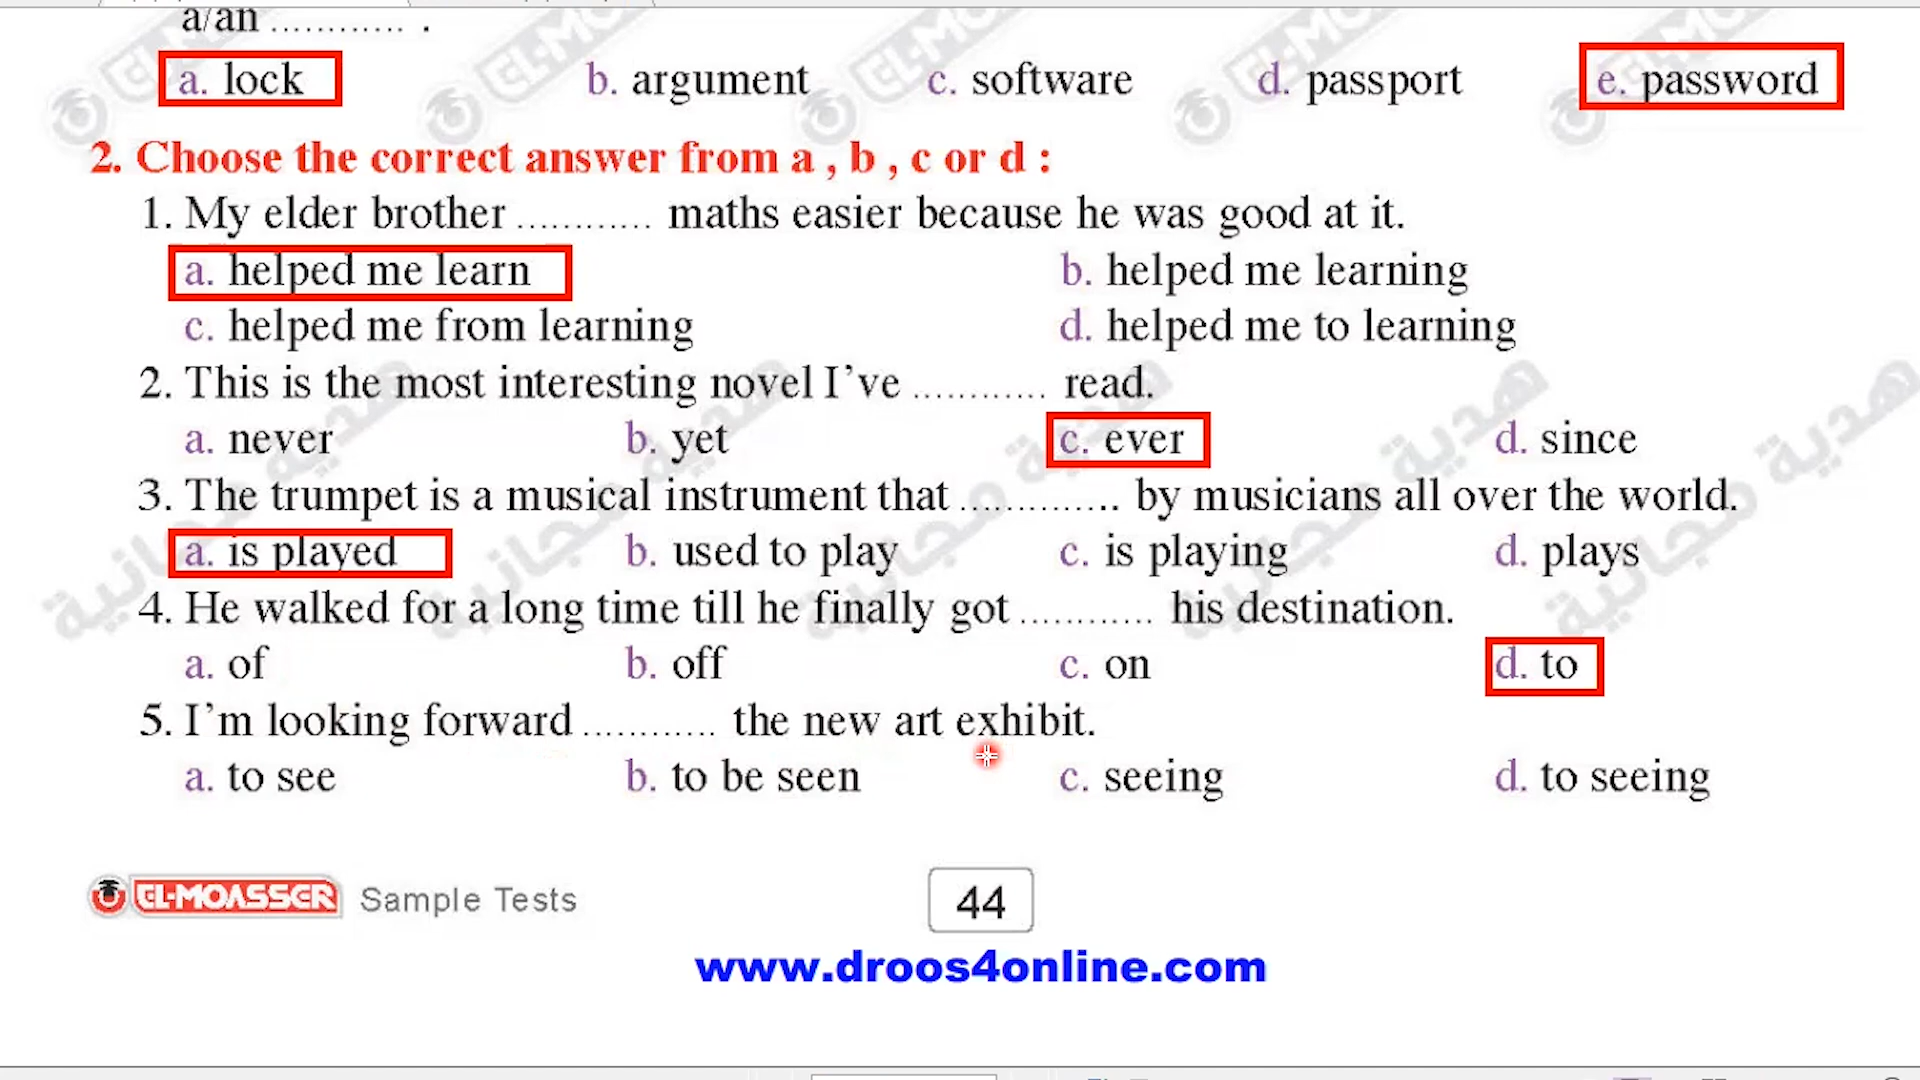 a/an ............ .
a. lock b. argument c. software d. passport e. password
2. Choose the correct answer from a , b , c or d :
1. My elder brother ............ maths easier because he was good at it.
a. helped me learn b. helped me learning
c. helped me from learning d. helped me to learning
2. This is the most interesting novel I've ............ read.
a. never b. yet c. ever d. since
3. The trumpet is a musical instrument that .............. by musicians all over the world.
a. is played b. used to play c. is playing d. plays
4. He walked for a long time till he finally got ............ his destination.
a. of b. off c. on d. to
5. I'm looking forward ............ the new art exhibit.
a. to see b. to be seen c. seeing d. to seeing
EL-MOASSER Sample Tests 44
www.droos4online.com
هدية مجانية